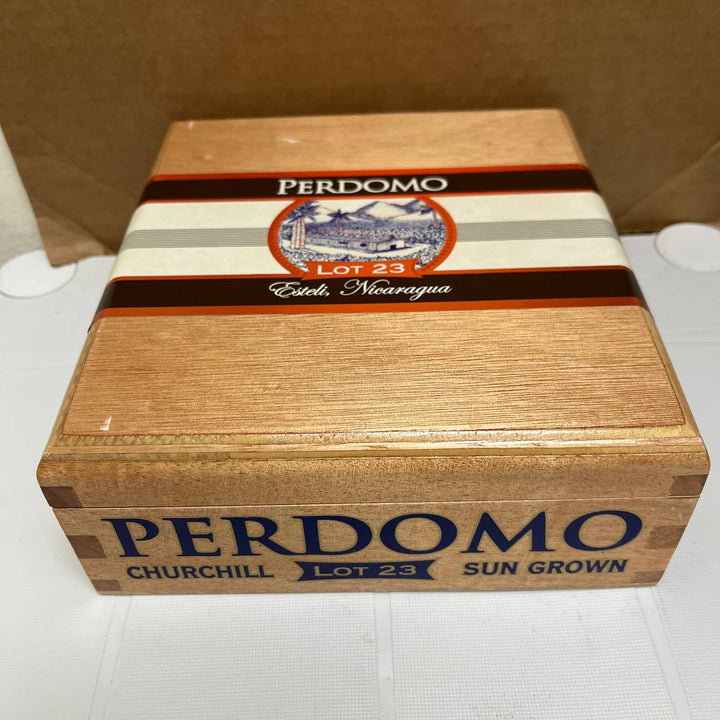 PERDOMO
LOT 23
Esteli, Nicaragua
PERDOMO
CHURCHILL LOT 23 SUN GROWN